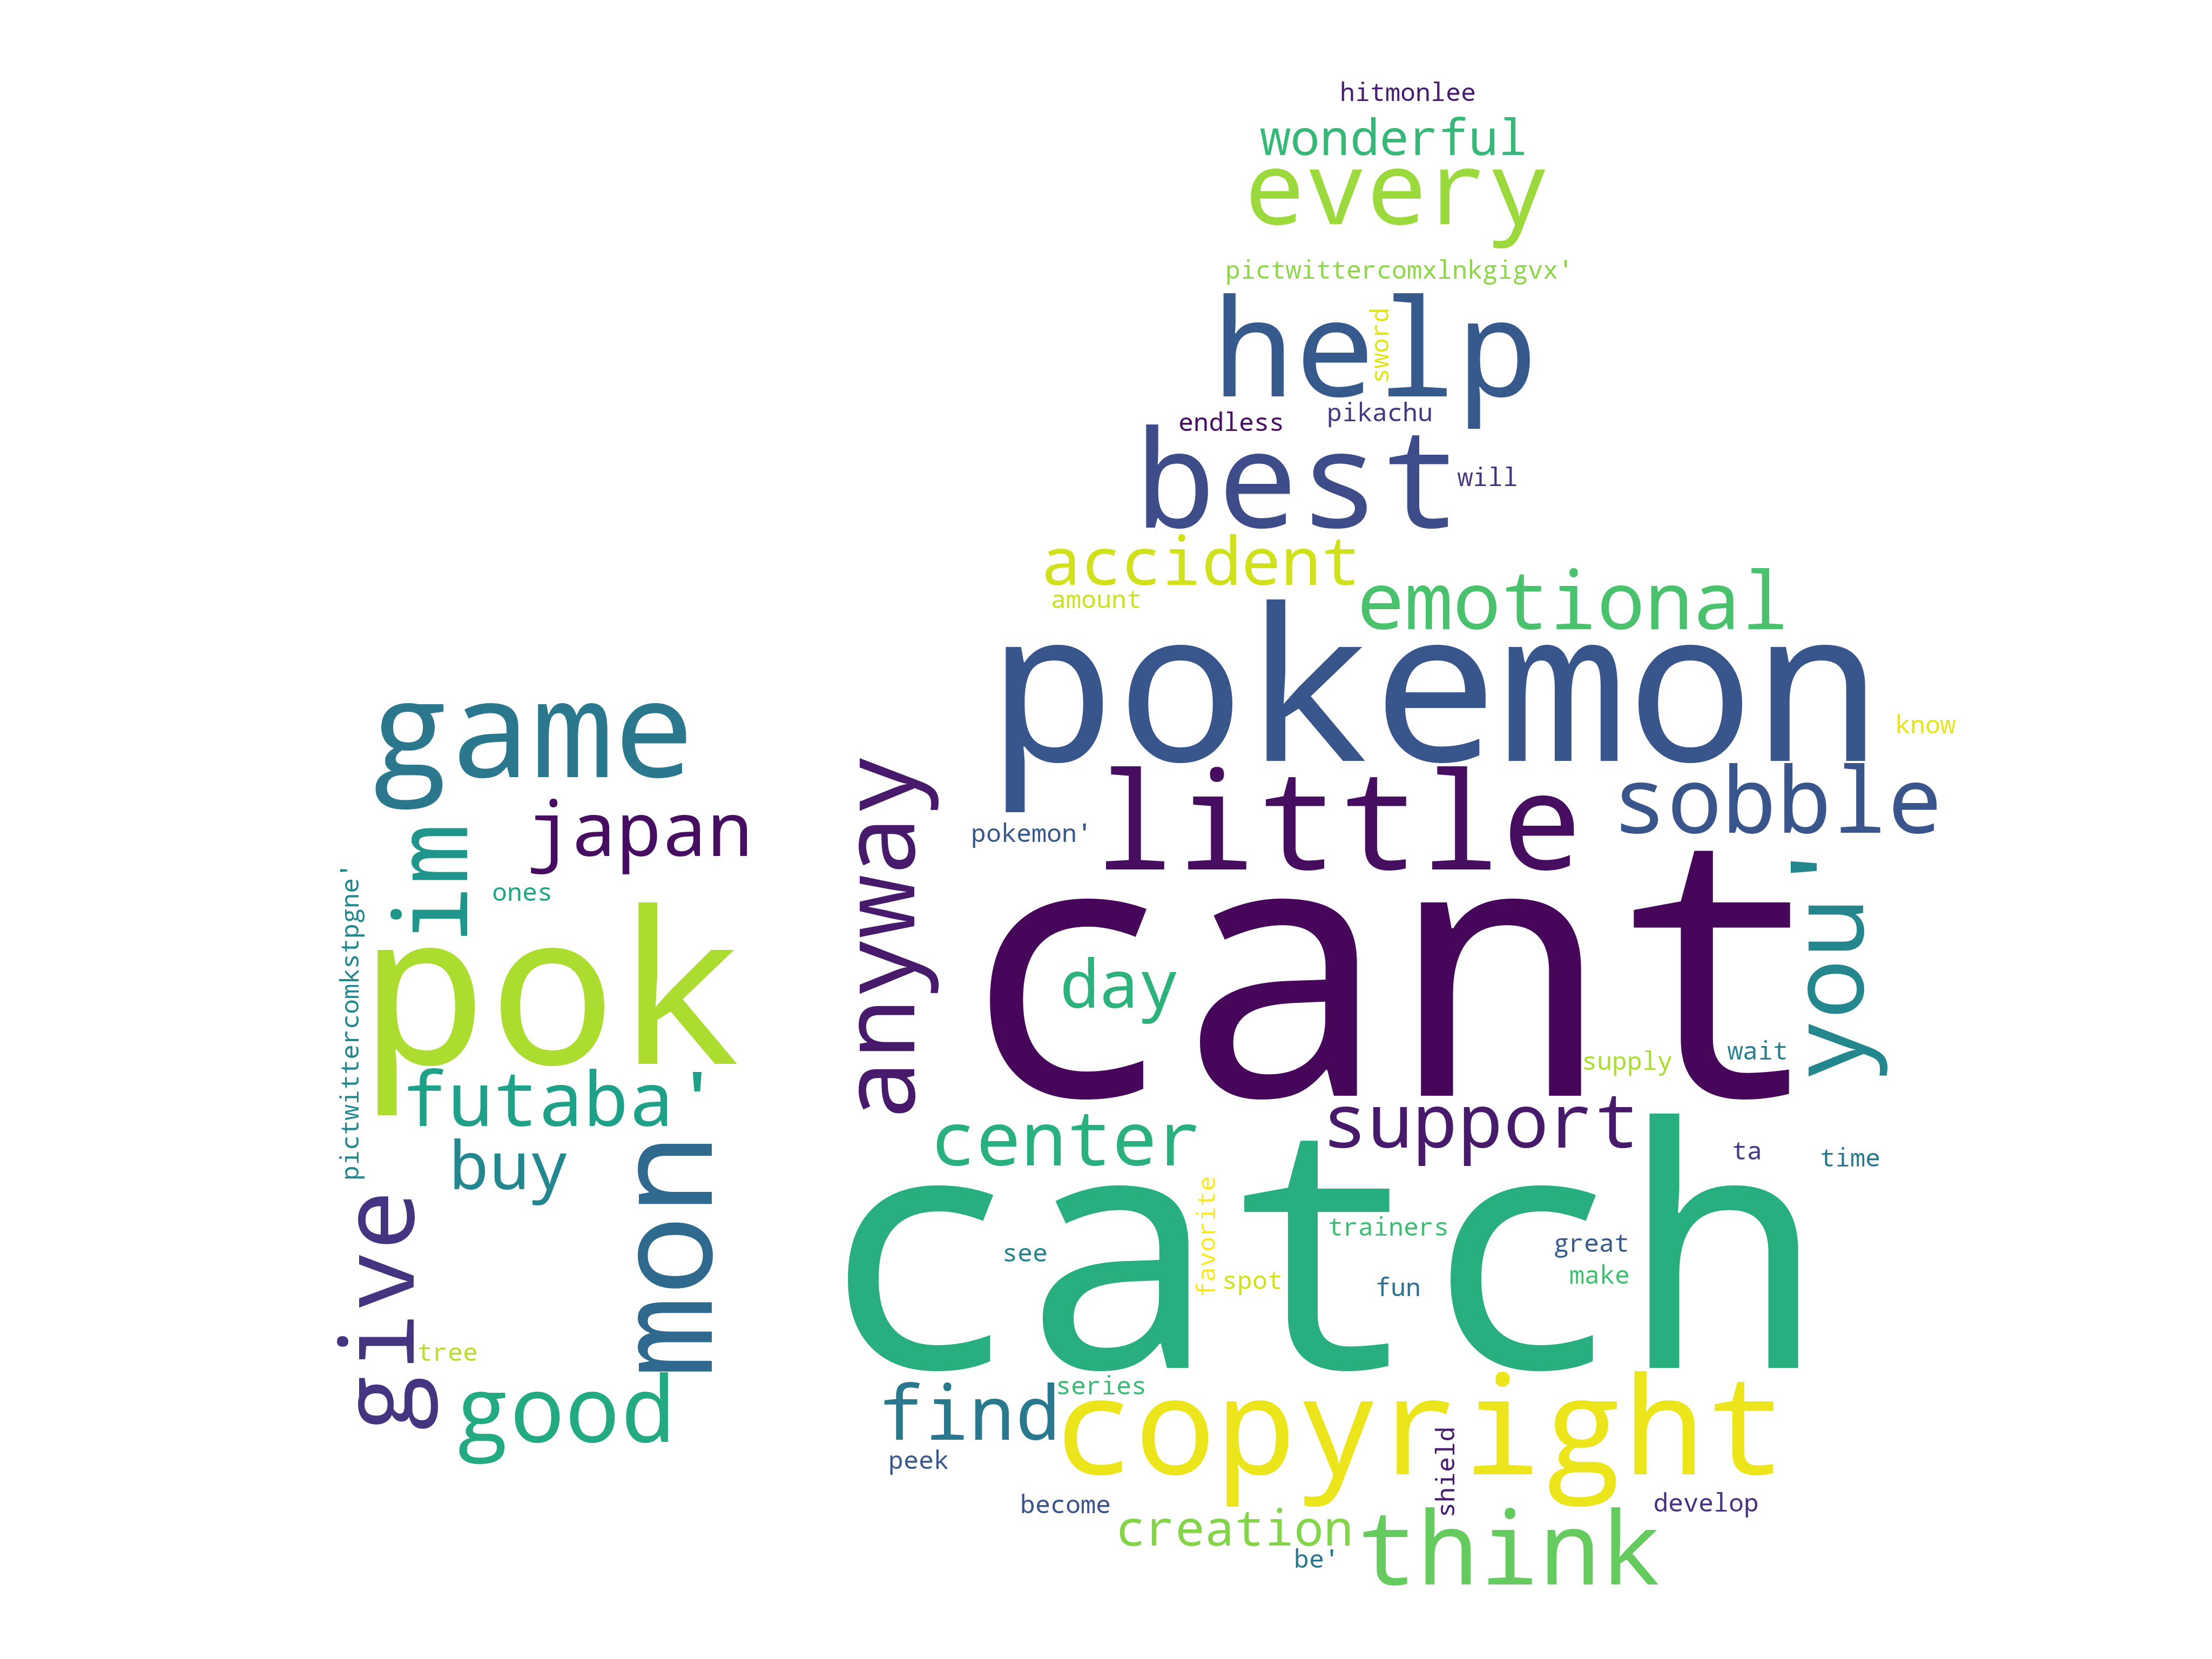 hitmonlee
wonderful
every
pictwittercomxlnkgigvx'
help
sword
endless
pikachu
best
will
accident
amount
emotional
pokemon
know
game
anyway
little
sobble
japan
im
pokemon'
cant
you'
ones
pictwittercomkstpgne'
pok
day
wait
supply
futaba'
center
support
buy
mon
ta
time
catch
give
favorite
trainers
see
great
spot
make
fun
tree
good
find
series
copyright
peek
shield
become
develop
creation
think
be'